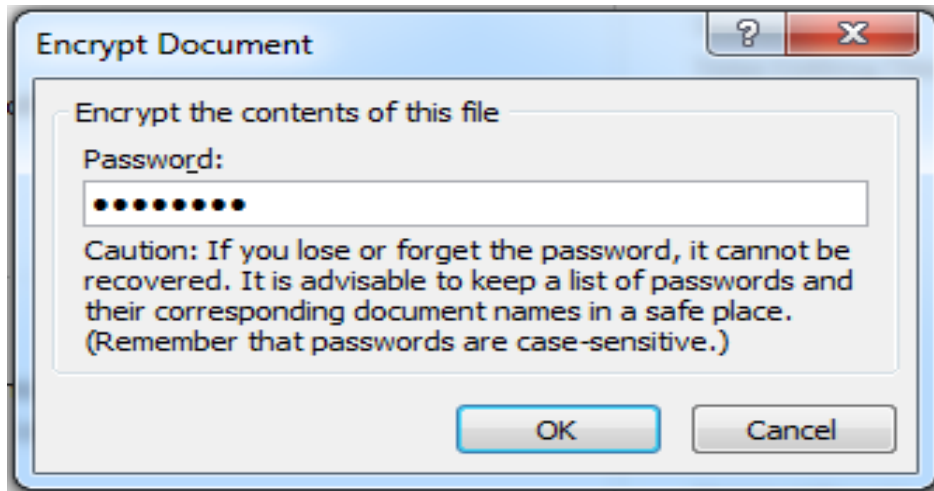 Encrypt Document
?
Encrypt the contents of this file
Password:
••••••••
Caution: If you lose or forget the password, it cannot be
recovered. It is advisable to keep a list of passwords and
their corresponding document names in a safe place.
(Remember that passwords are case-sensitive.)
OK Cancel